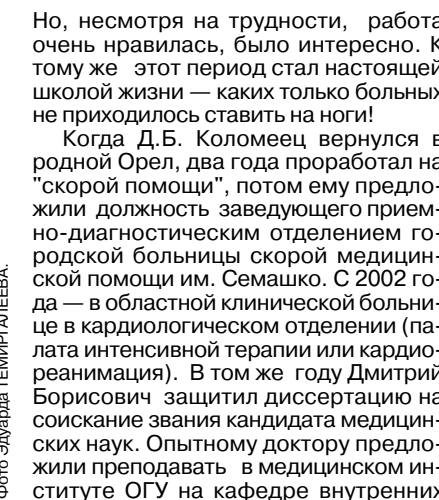 Но, несмотря на трудности, работа
очень нравилась, было интересно. К
тому же этот период стал настоящей
школой жизни — каких только больных
не приходилось ставить на ноги!
Когда Д.Б. Коломеец вернулся в
родной Орел, два года проработал на
"скорой помощи", потом ему предло-
жили должность заведующего прием-
но-диагностическим отделением го-
родской больницы скорой медицин-
ской помощи им. Семашко. С 2002 го-
да — в областной клинической больни-
це в кардиологическом отделении (па-
лата интенсивной терапии или кардио-
реанимация). В том же году Дмитрий
Борисович защитил диссертацию на
соискание звания кандидата медицин-
ских наук. Опытному доктору предло-
жили преподавать в медицинском ин-
ституте ОГУ на кафедре внутренних
Фото Эдуарда ТЕМИРГАЛЕЕВА.